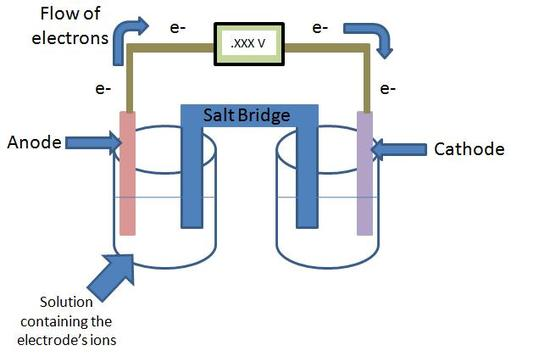 Flow of
electrons
e-
.xxx V
e-
e-
e-
Salt Bridge
Anode
Cathode
Solution
containing the
electrode's ions